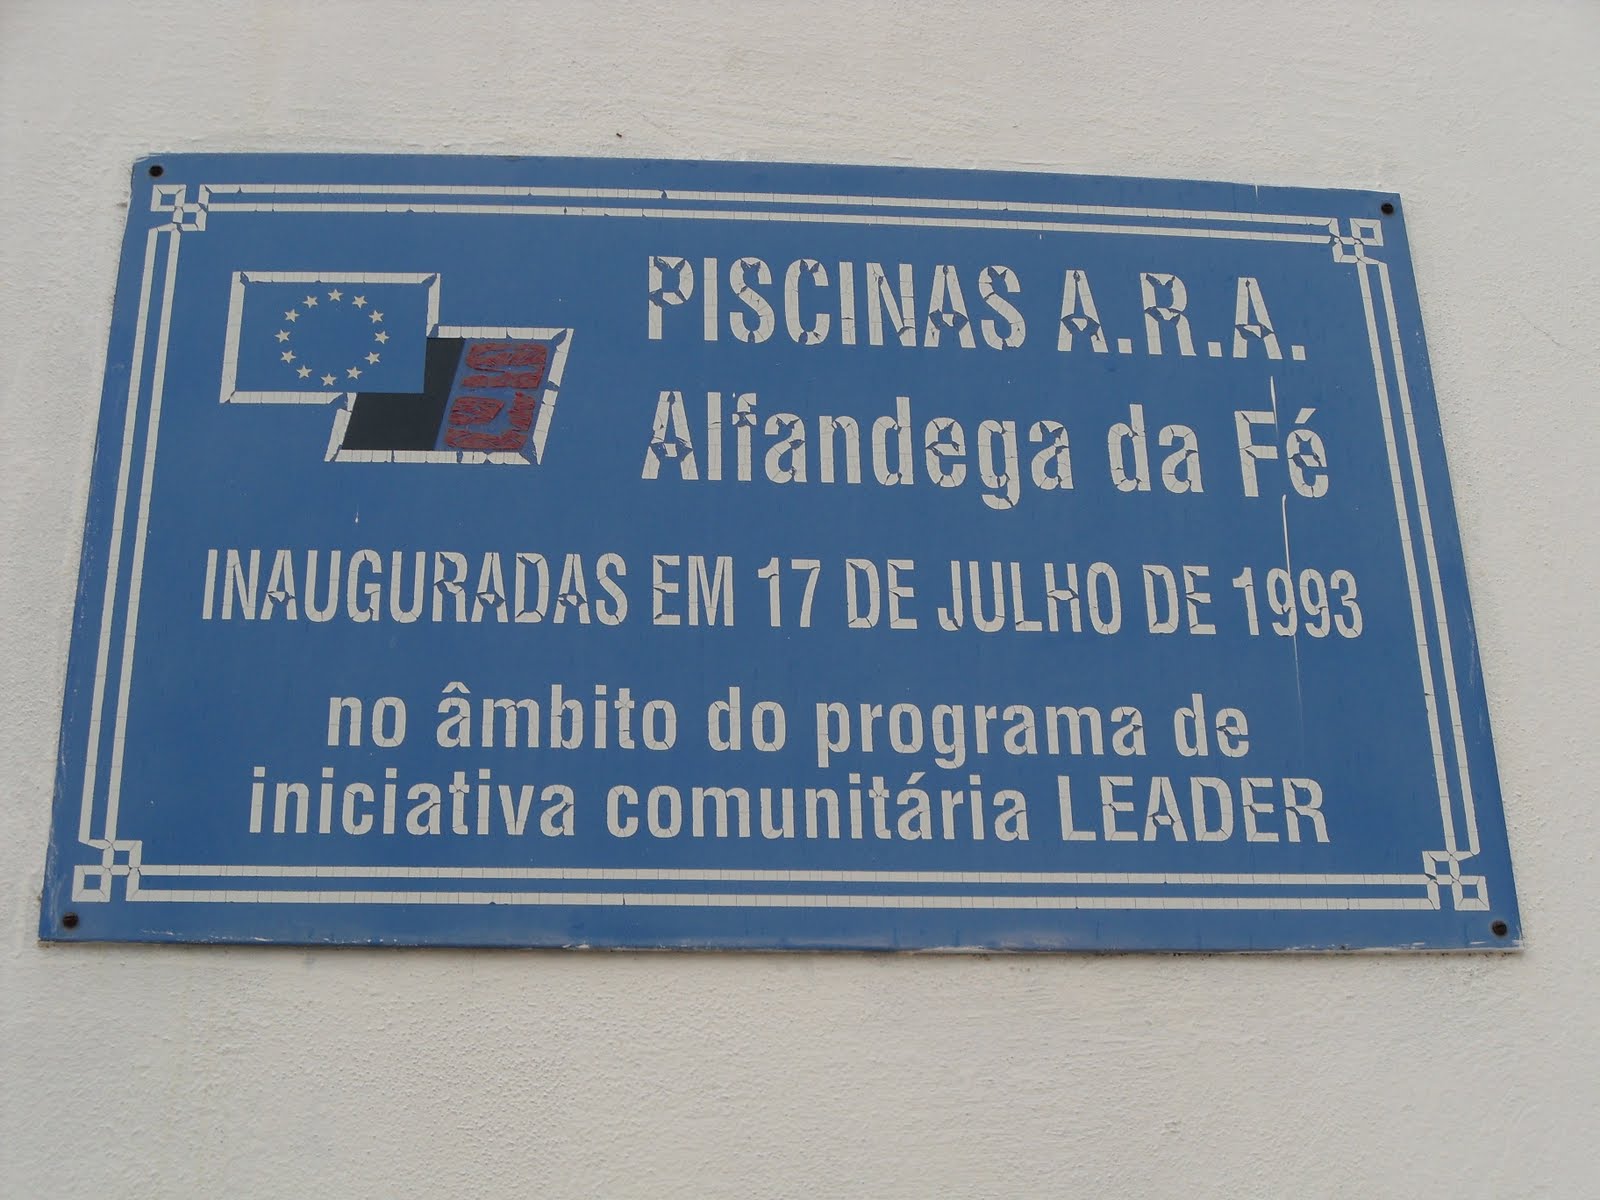 PISCINAS A.R.A.
Alfandega da Fé
INAUGURADAS EM 17 DE JULHO DE 1993
no âmbito do programa de
iniciativa comunitária LEADER